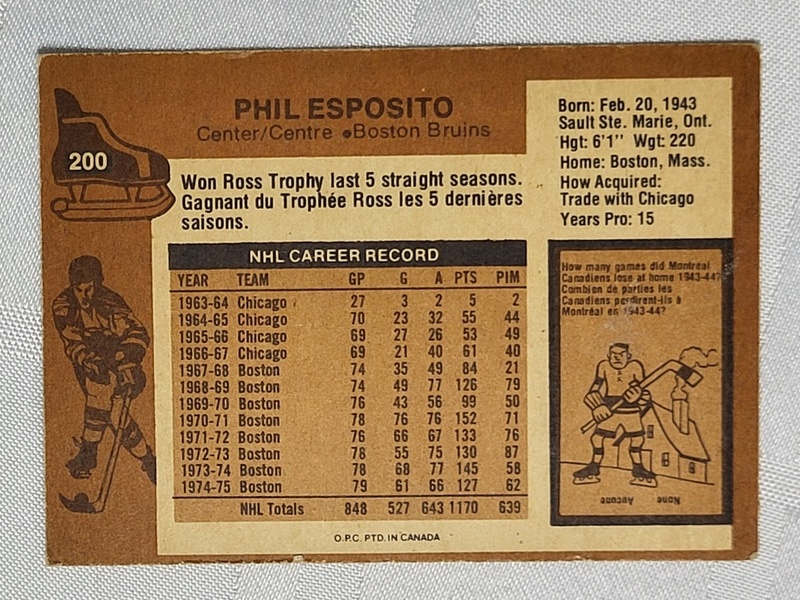 PHIL ESPOSITO
Center/Centre • Boston Bruins
200
Won Ross Trophy last 5 straight seasons.
Gagnant du Trophée Ross les 5 dernières
saisons.
Born: Feb. 20, 1943
Sault Ste. Marie, Ont.
Hgt: 6'1'' Wgt: 220
Home: Boston, Mass.
How Acquired:
Trade with Chicago
Years Pro: 15
NHL CAREER RECORD
YEAR TEAM GP G A PTS PIM
1963-64 Chicago 27 3 2 5 2
1964-65 Chicago 70 23 32 55 44
1965-66 Chicago 69 27 26 53 49
1966-67 Chicago 69 21 40 61 40
1967-68 Boston 74 35 49 84 21
1968-69 Boston 74 49 77 126 79
1969-70 Boston 76 43 56 99 50
1970-71 Boston 78 76 76 152 71
1971-72 Boston 76 66 67 133 76
1972-73 Boston 78 55 75 130 87
1973-74 Boston 78 68 77 145 58
1974-75 Boston 79 61 66 127 62
NHL Totals 848 527 643 1170 639
How many games did Montreal
Canadiens lose at home 1943-44?
Combien de parties les
Canadiens perdirent-ils à
Montréal en 1943-44?
None Aucune
O.P.C. PTD. IN CANADA